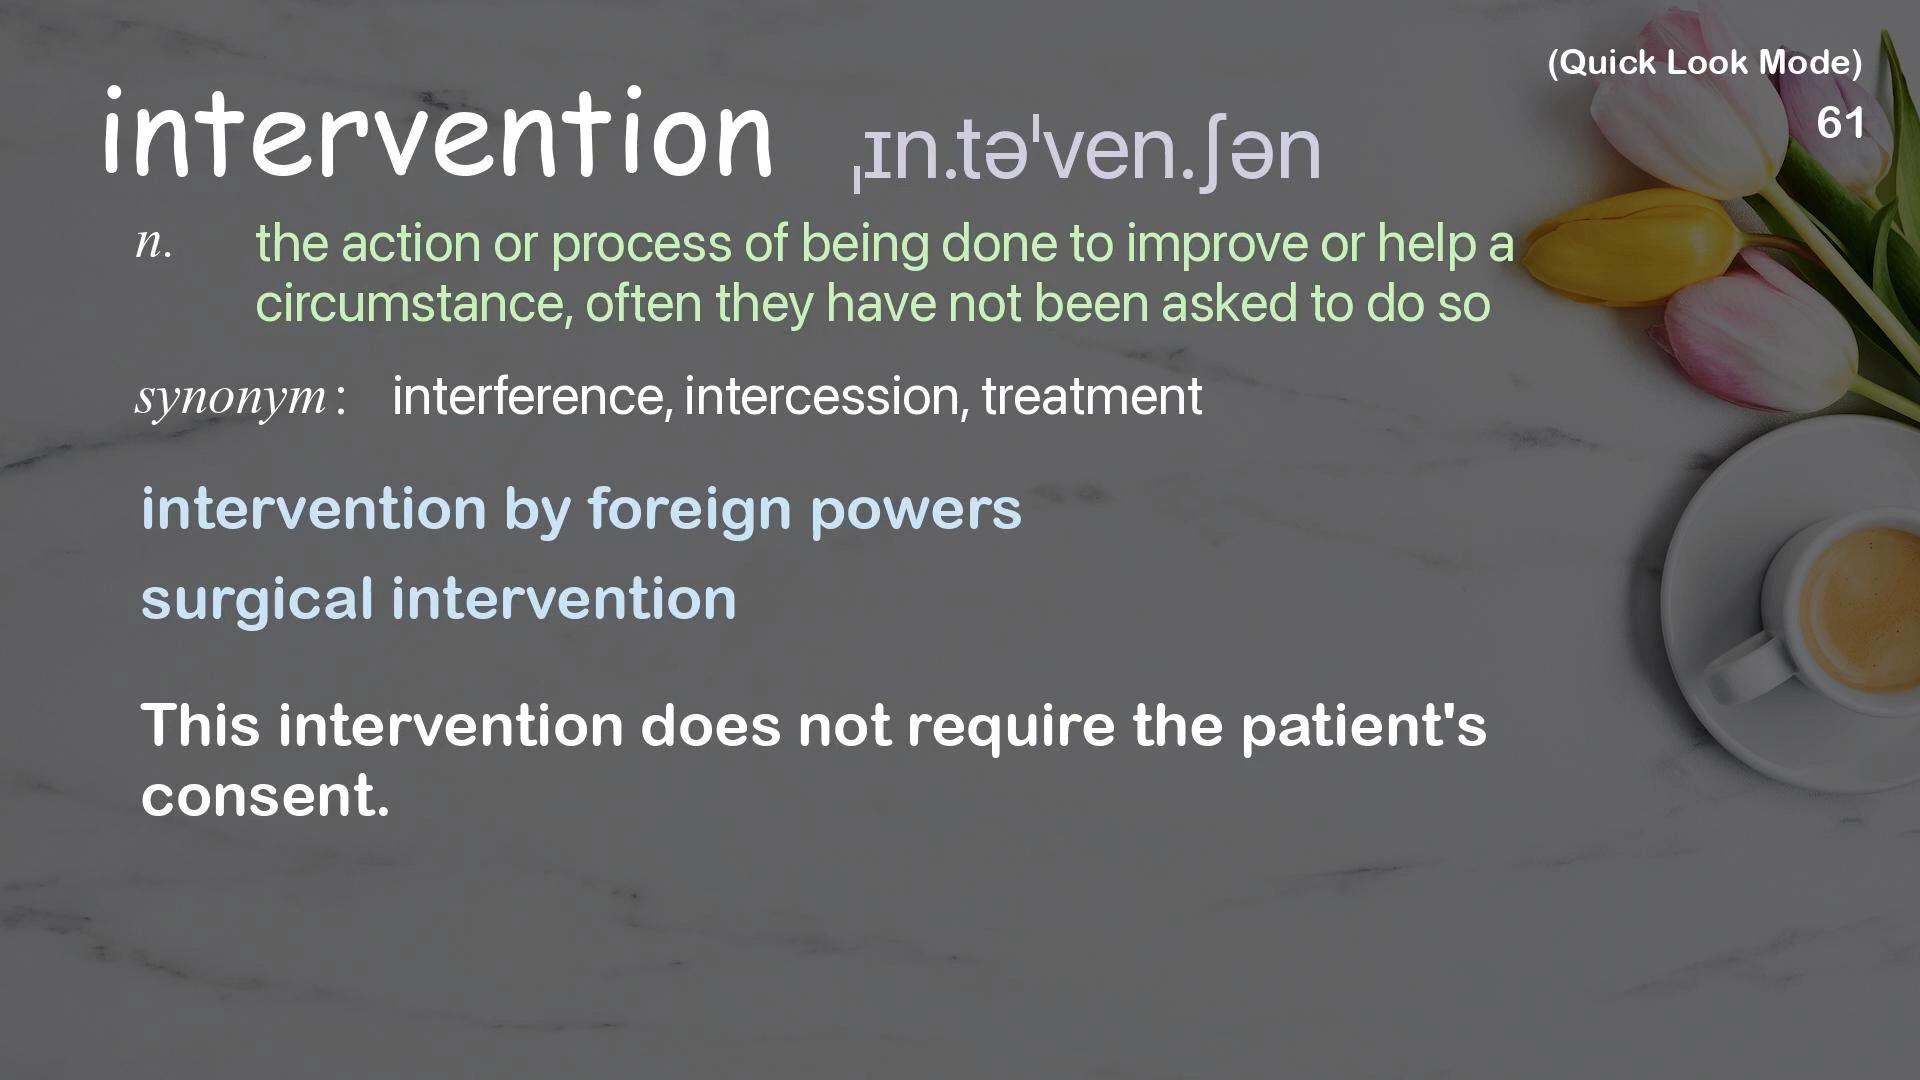 (Quick Look Mode)
61
intervention ˌɪn.təˈven.ʃən
n. the action or process of being done to improve or help a
circumstance, often they have not been asked to do so
synonym: interference, intercession, treatment
intervention by foreign powers
surgical intervention
This intervention does not require the patient's
consent.